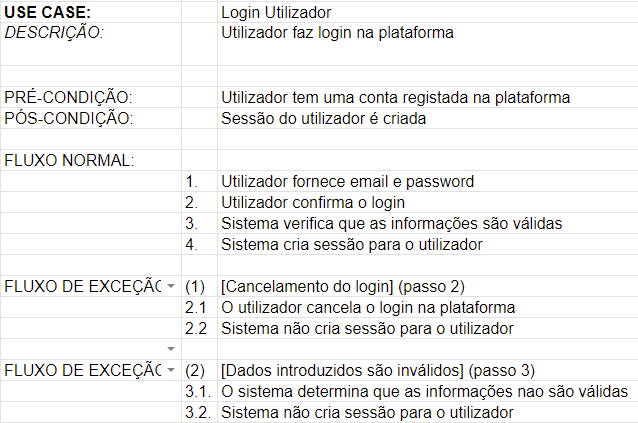 USE CASE: Login Utilizador
DESCRIÇÃO: Utilizador faz login na plataforma
PRÉ-CONDIÇÃO: Utilizador tem uma conta registada na plataforma
PÓS-CONDIÇÃO: Sessão do utilizador é criada
FLUXO NORMAL:
1. Utilizador fornece email e password
2. Utilizador confirma o login
3. Sistema verifica que as informações são válidas
4. Sistema cria sessão para o utilizador
FLUXO DE EXCEÇÃO (1) [Cancelamento do login] (passo 2)
2.1 O utilizador cancela o login na plataforma
2.2 Sistema não cria sessão para o utilizador
FLUXO DE EXCEÇÃO (2) [Dados introduzidos são inválidos] (passo 3)
3.1. O sistema determina que as informações nao são válidas
3.2. Sistema não cria sessão para o utilizador